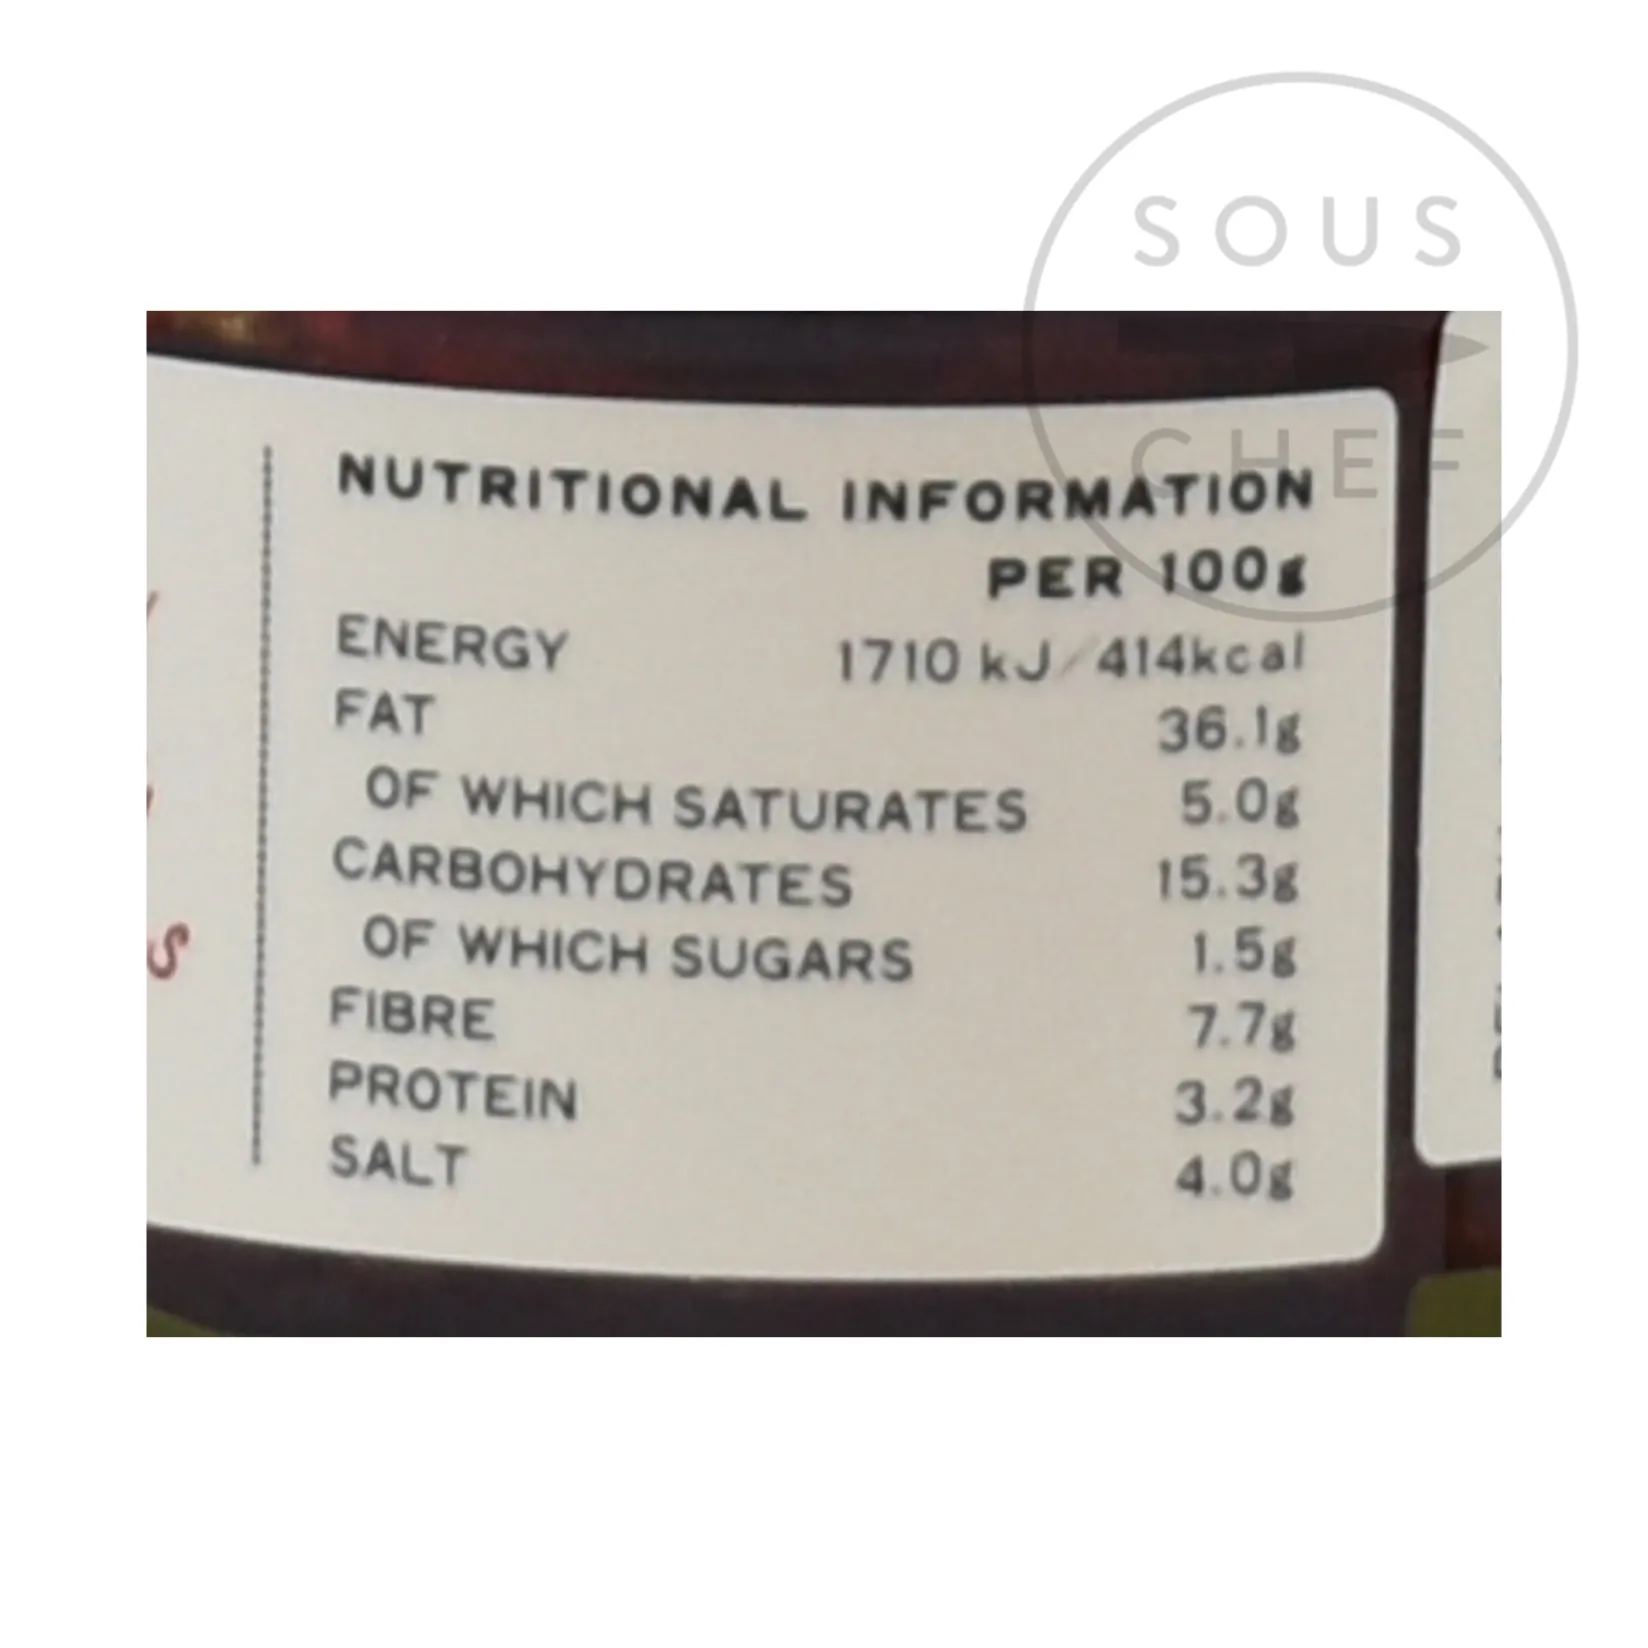 SOUS
CHEF
NUTRITIONAL INFORMATION
PER 100g
ENERGY 1710 kJ/414kcal
FAT 36.1g
OF WHICH SATURATES 5.0g
CARBOHYDRATES 15.3g
OF WHICH SUGARS 1.5g
FIBRE 7.7g
PROTEIN 3.2g
SALT 4.0g